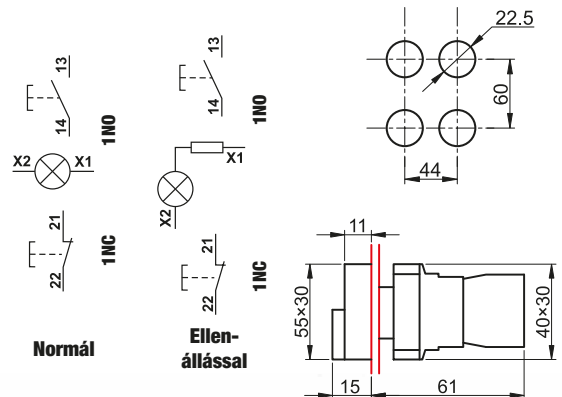 13
14
1NO
X2
X1
21
22
1NC
Normál
13
14
1NO
X1
X2
21
22
1NC
Ellen-
állással
22.5
60
44
11
55×30
40×30
15
61